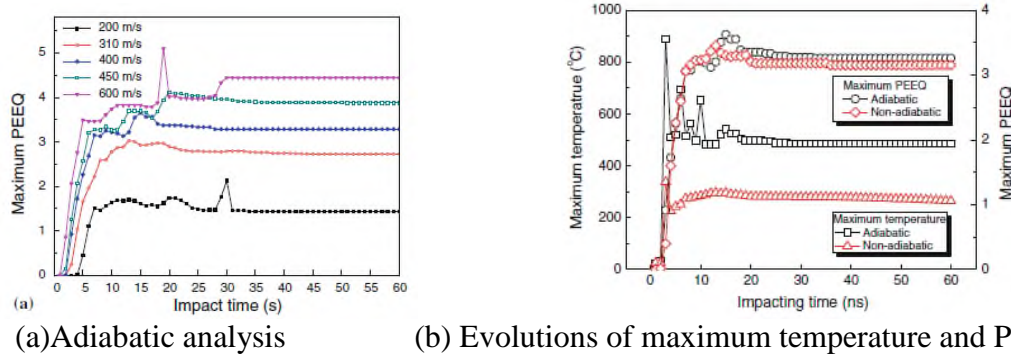 200 m/s
310 m/s
400 m/s
450 m/s
600 m/s
5
4
3
2
1
0
Maximum PEEQ
0 5 10 15 20 25 30 35 40 45 50 55 60
(a)
Impact time (s)
1000
800
600
400
200
0
Maximum temperatrue (°C)
4
3
2
1
0
Maximum PEEQ
Maximum PEEQ
Adiabatic
Non-adiabatic
Maximum temperature
Adiabatic
Non-adiabatic
0 10 20 30 40 50 60
Impacting time (ns)
(a)Adiabatic analysis
(b) Evolutions of maximum temperature and P